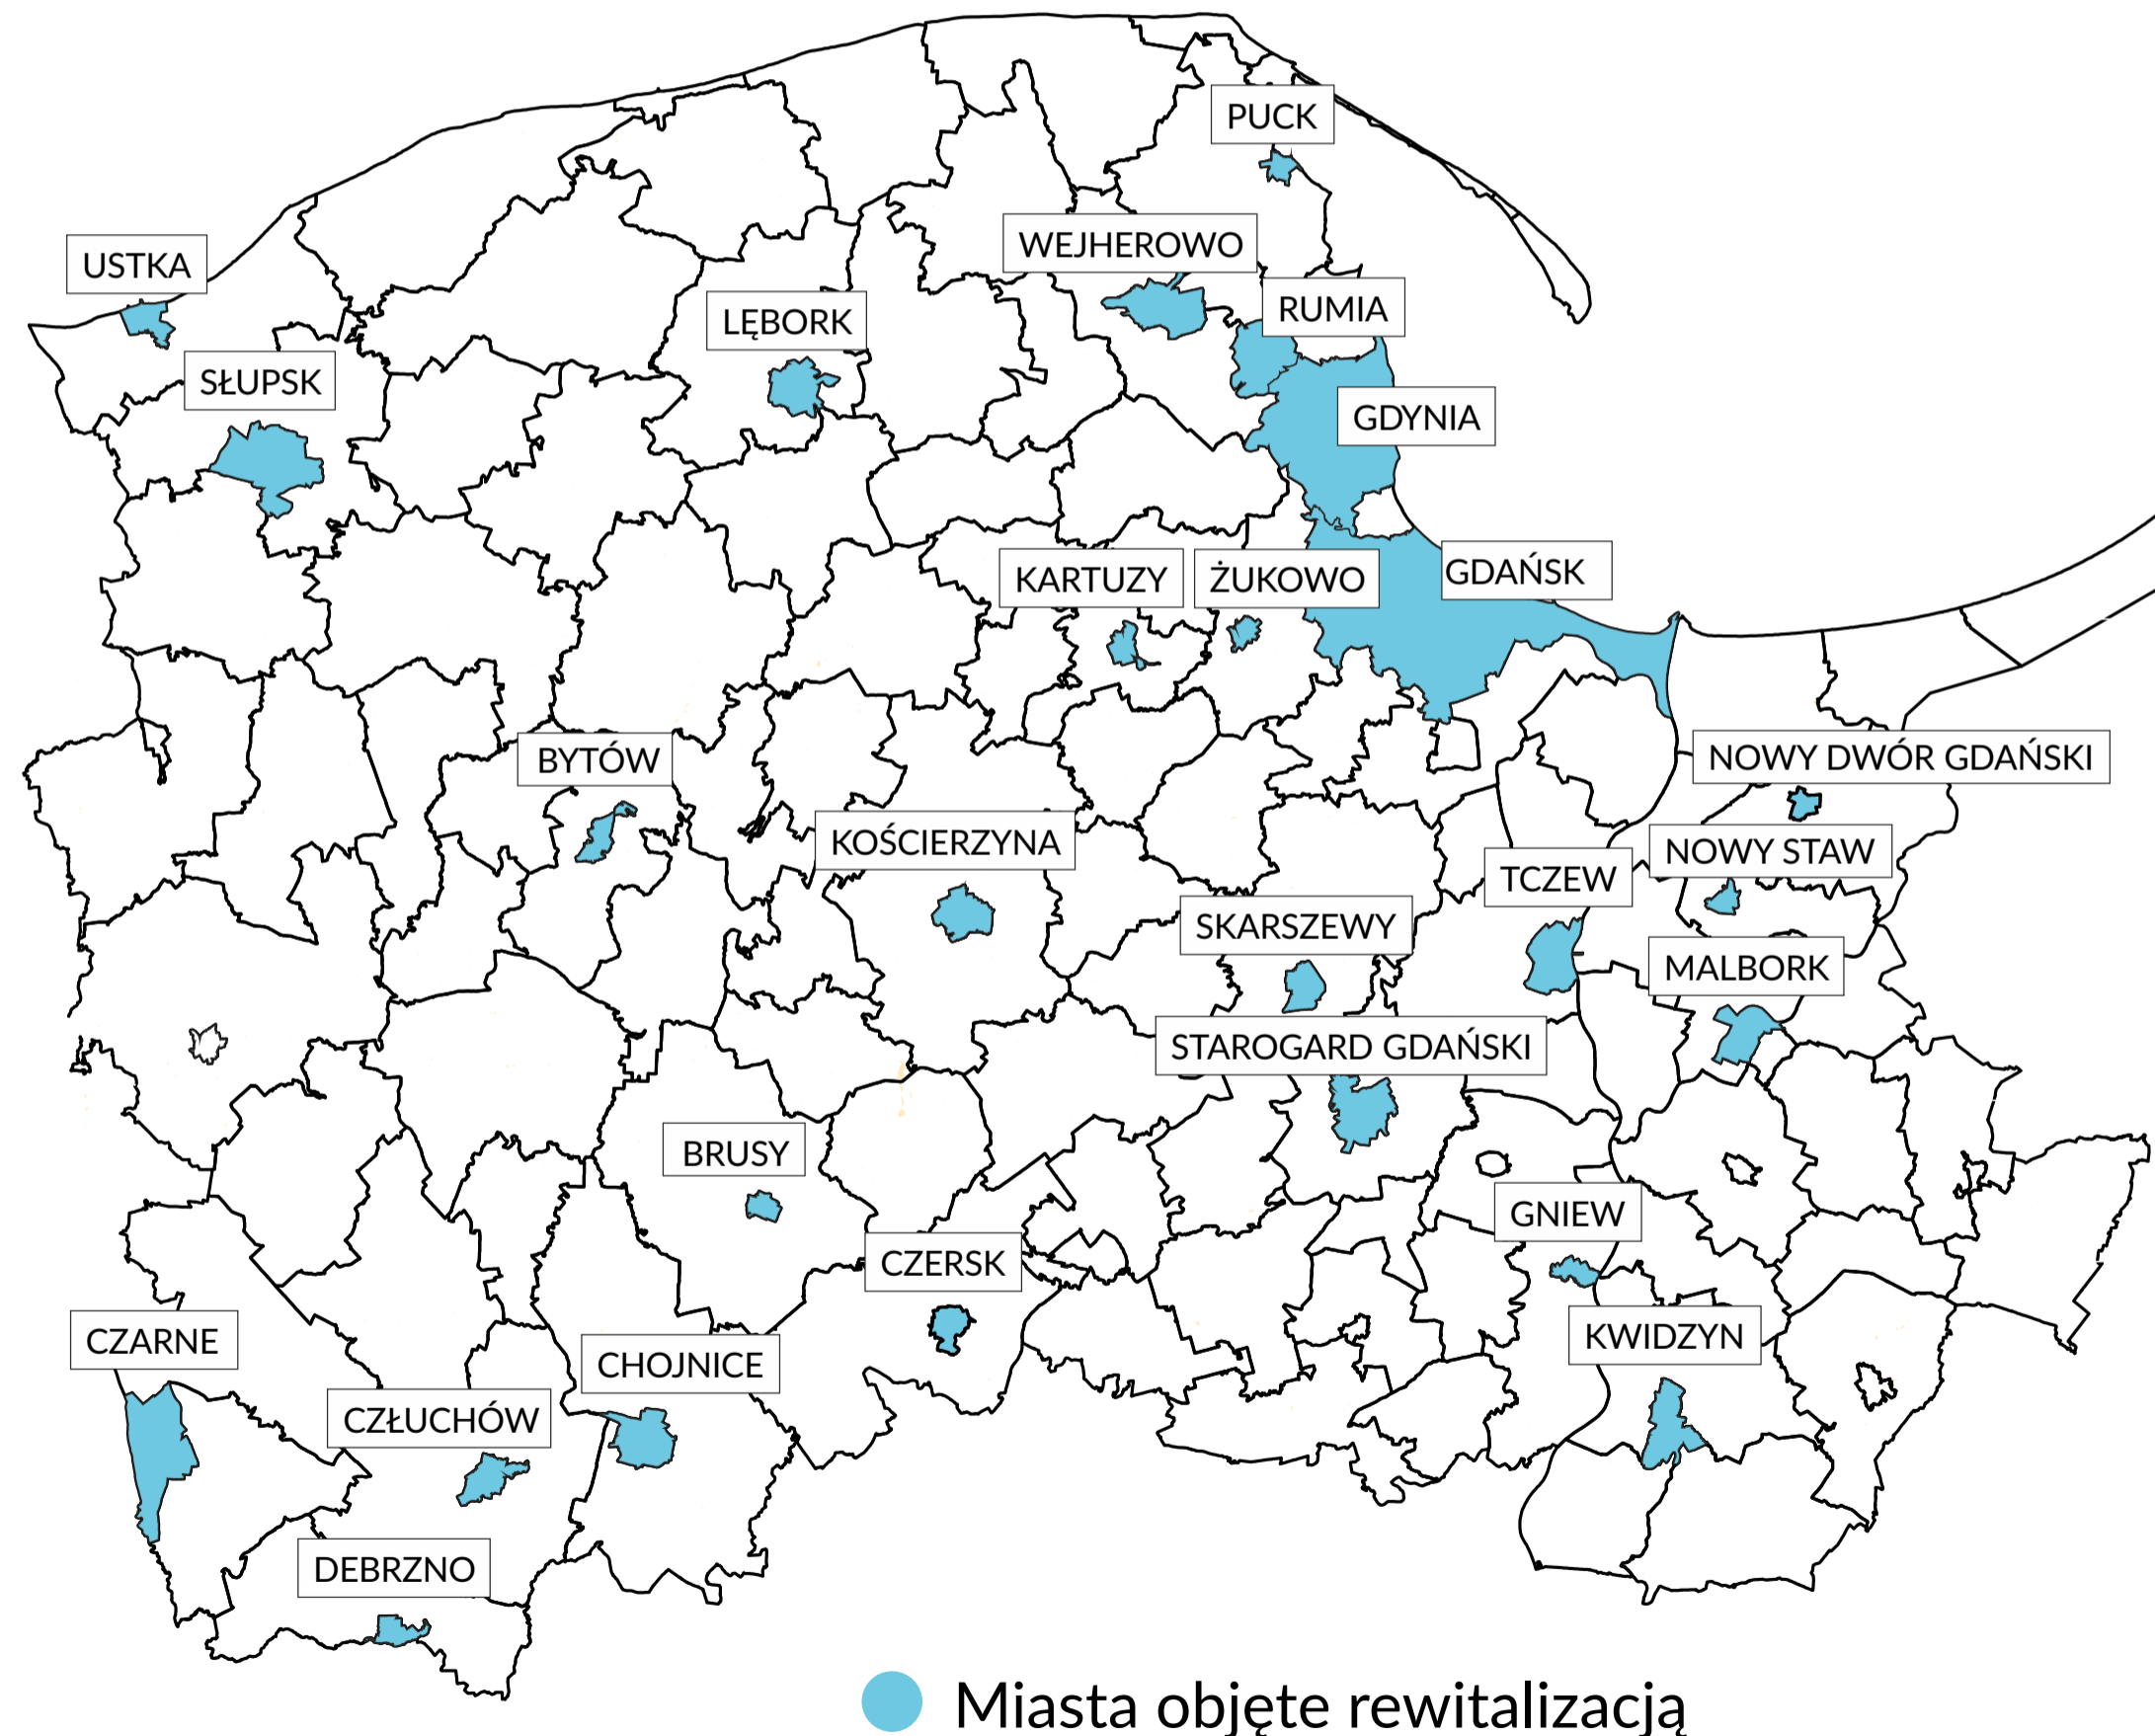 PUCK
WEJHEROWO
USTKA
RUMIA
LĘBORK
SŁUPSK
GDYNIA
GDAŃSK
KARTUZY
ŻUKOWO
NOWY DWÓR GDAŃSKI
BYTÓW
KOŚCIERZYNA
NOWY STAW
TCZEW
SKARSZEWY
MALBORK
STAROGARD GDAŃSKI
BRUSY
GNIEW
CZERSK
KWIDZYN
CZARNE
CHOJNICE
CZŁUCHÓW
DEBRZNO
Miasta objęte rewitalizacją